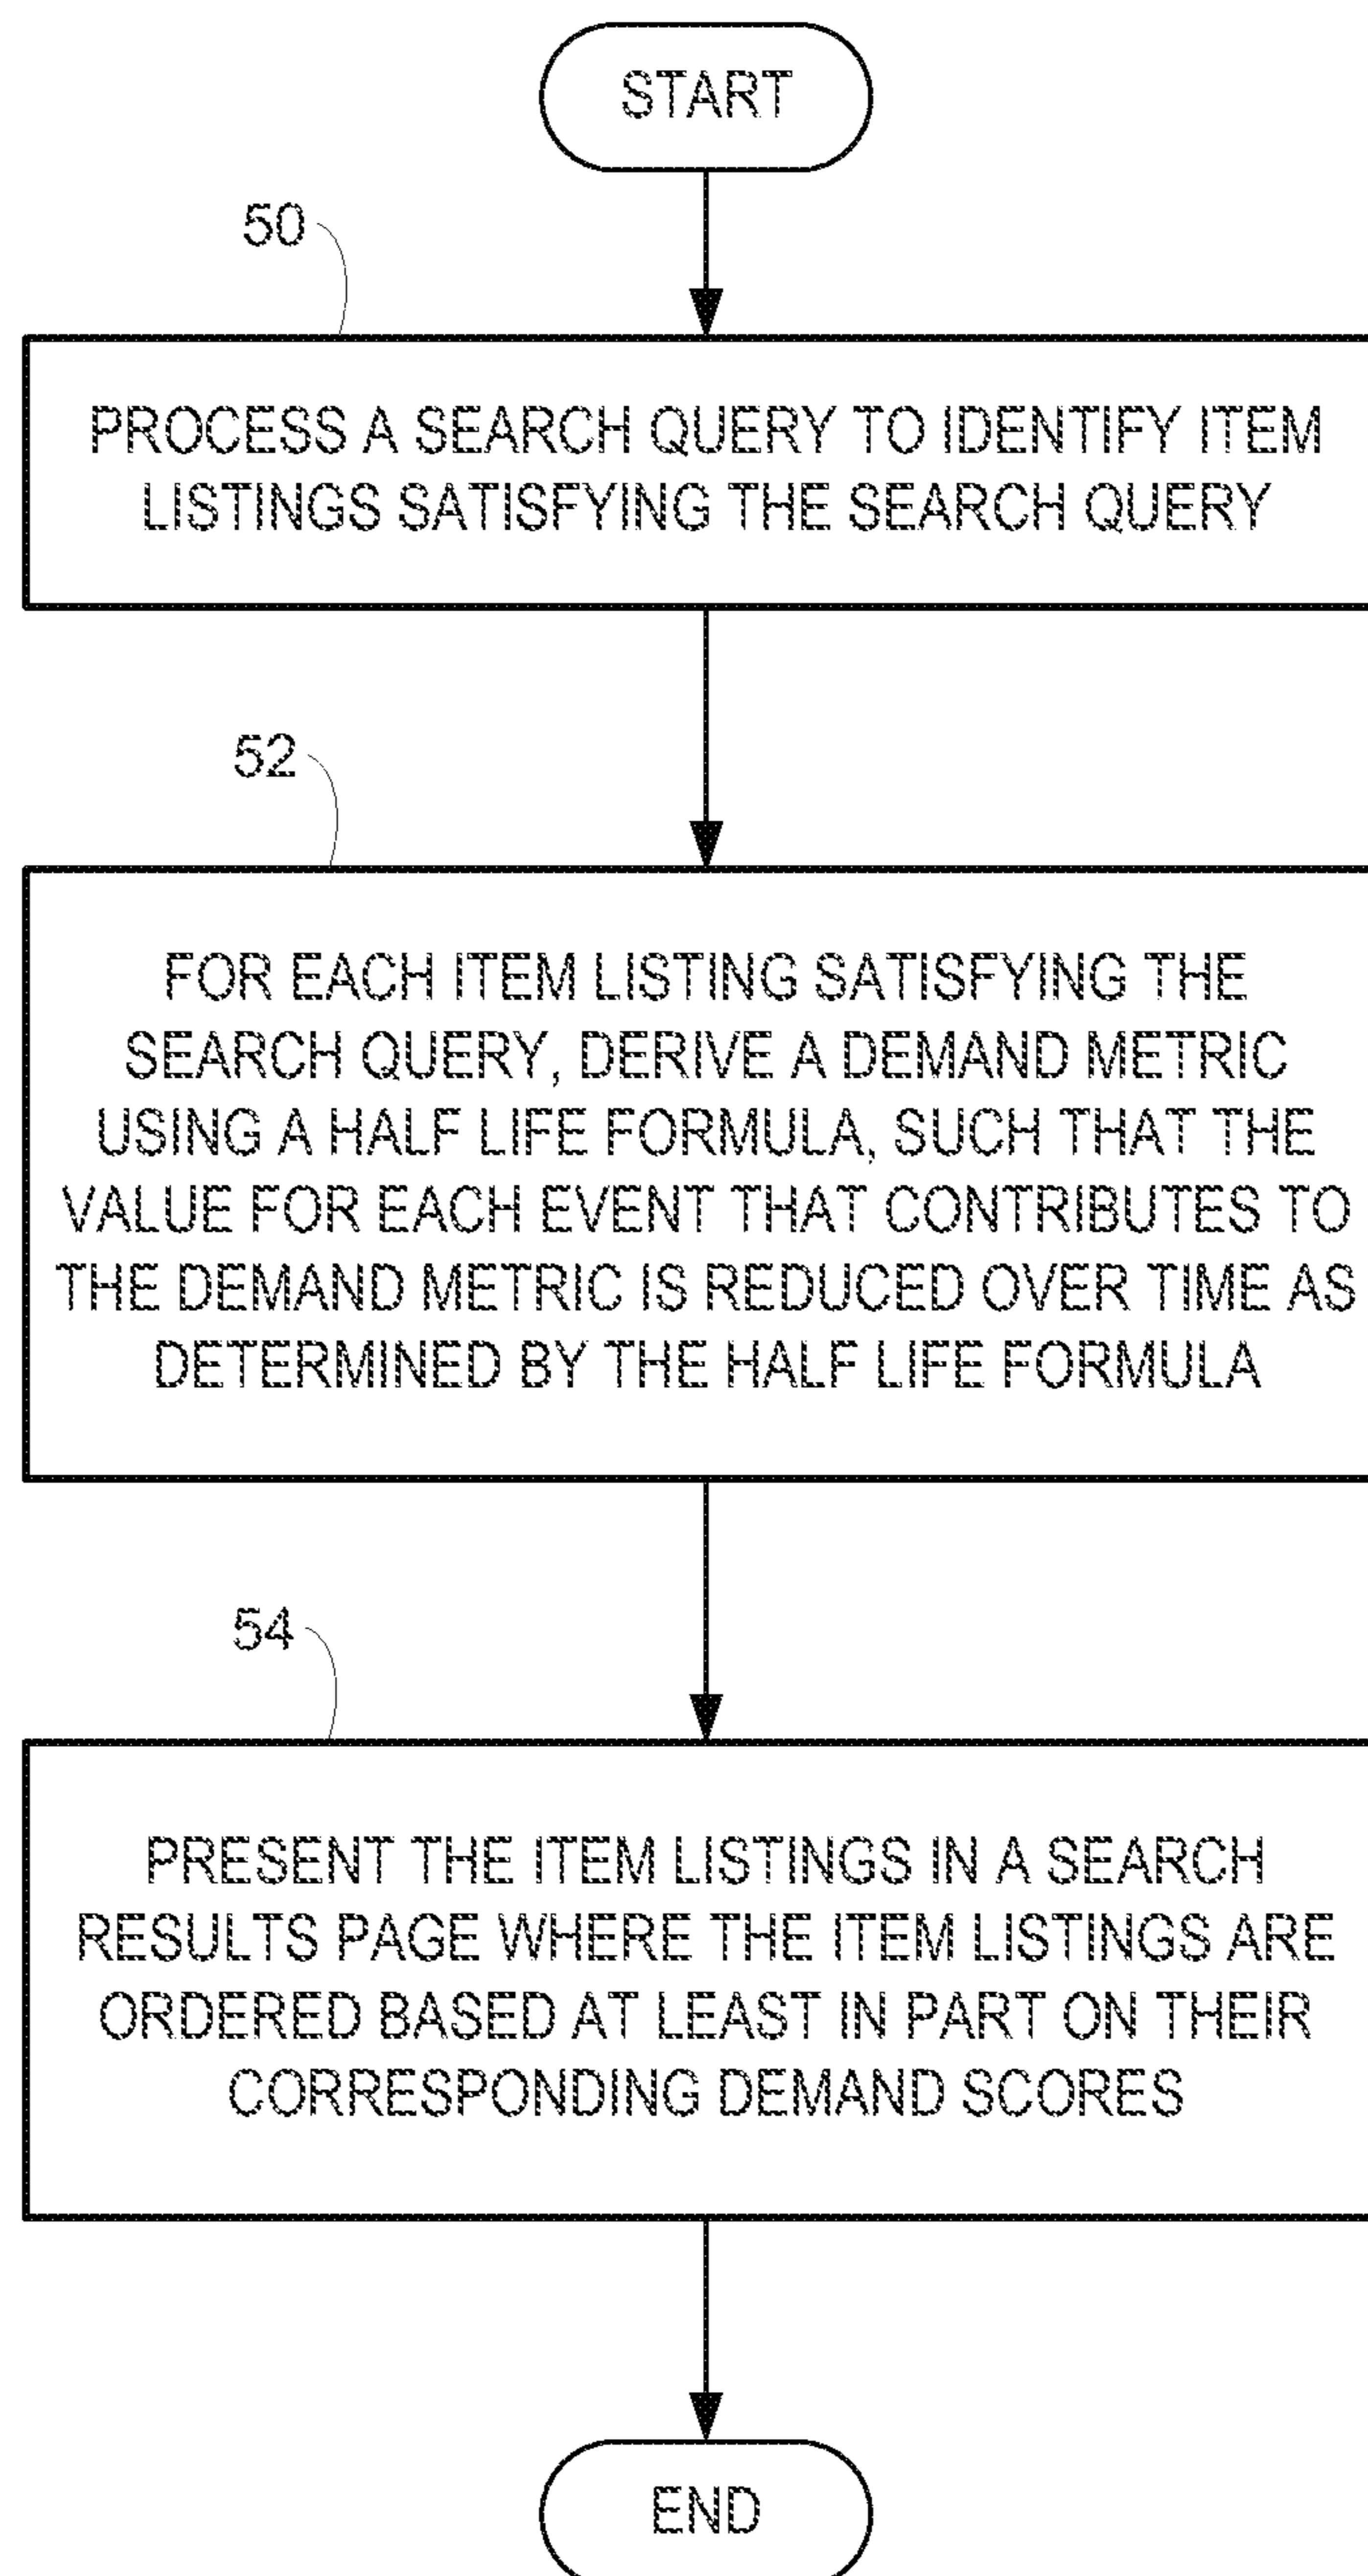 START
50
PROCESS A SEARCH QUERY TO IDENTIFY ITEM
LISTINGS SATISFYING THE SEARCH QUERY
52
FOR EACH ITEM LISTING SATISFYING THE
SEARCH QUERY, DERIVE A DEMAND METRIC
USING A HALF LIFE FORMULA, SUCH THAT THE
VALUE FOR EACH EVENT THAT CONTRIBUTES TO
THE DEMAND METRIC IS REDUCED OVER TIME AS
DETERMINED BY THE HALF LIFE FORMULA
54
PRESENT THE ITEM LISTINGS IN A SEARCH
RESULTS PAGE WHERE THE ITEM LISTINGS ARE
ORDERED BASED AT LEAST IN PART ON THEIR
CORRESPONDING DEMAND SCORES
END